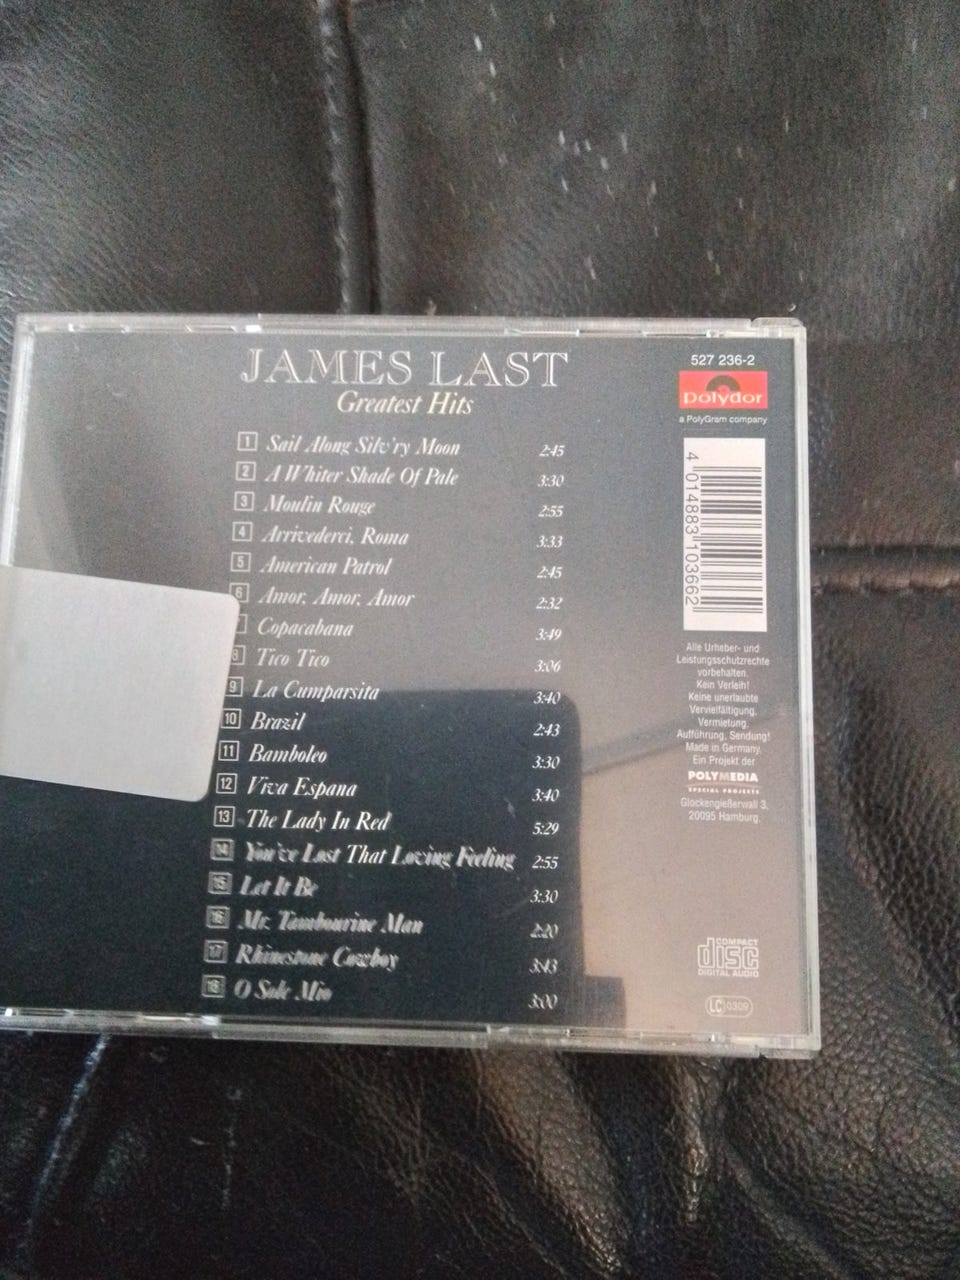 JAMES LAST
Greatest Hits
1 Sail Along Silv'ry Moon 2:45
2 A Whiter Shade Of Pale 3:30
3 Moulin Rouge 2:55
4 Arrivederci, Roma 3:33
5 American Patrol 2:45
6 Amor, Amor, Amor 2:32
7 Copacabana 3:49
8 Tico Tico 3:06
9 La Cumparsita 3:40
10 Brazil 2:43
11 Bamboleo 3:30
12 Viva Espana 3:40
13 The Lady In Red 5:29
14 You've Lost That Loving Feeling 2:55
15 Let It Be 3:30
16 Mr. Tambourine Man 2:20
17 Rhinestone Cowboy 3:43
18 O Sole Mio 3:00
527 236-2
polydor
a PolyGram company
4 014883 103662
Alle Urheber- und
Leistungsschutzrechte
vorbehalten.
Kein Verleih!
Keine unerlaubte
Vervielfältigung,
Vermietung,
Aufführung, Sendung!
Made in Germany.
Ein Projekt der
POLYMEDIA
SPECIAL PROJECTS
Glockengießerwall 3,
20095 Hamburg.
COMPACT
disc
DIGITAL AUDIO
LC 0309